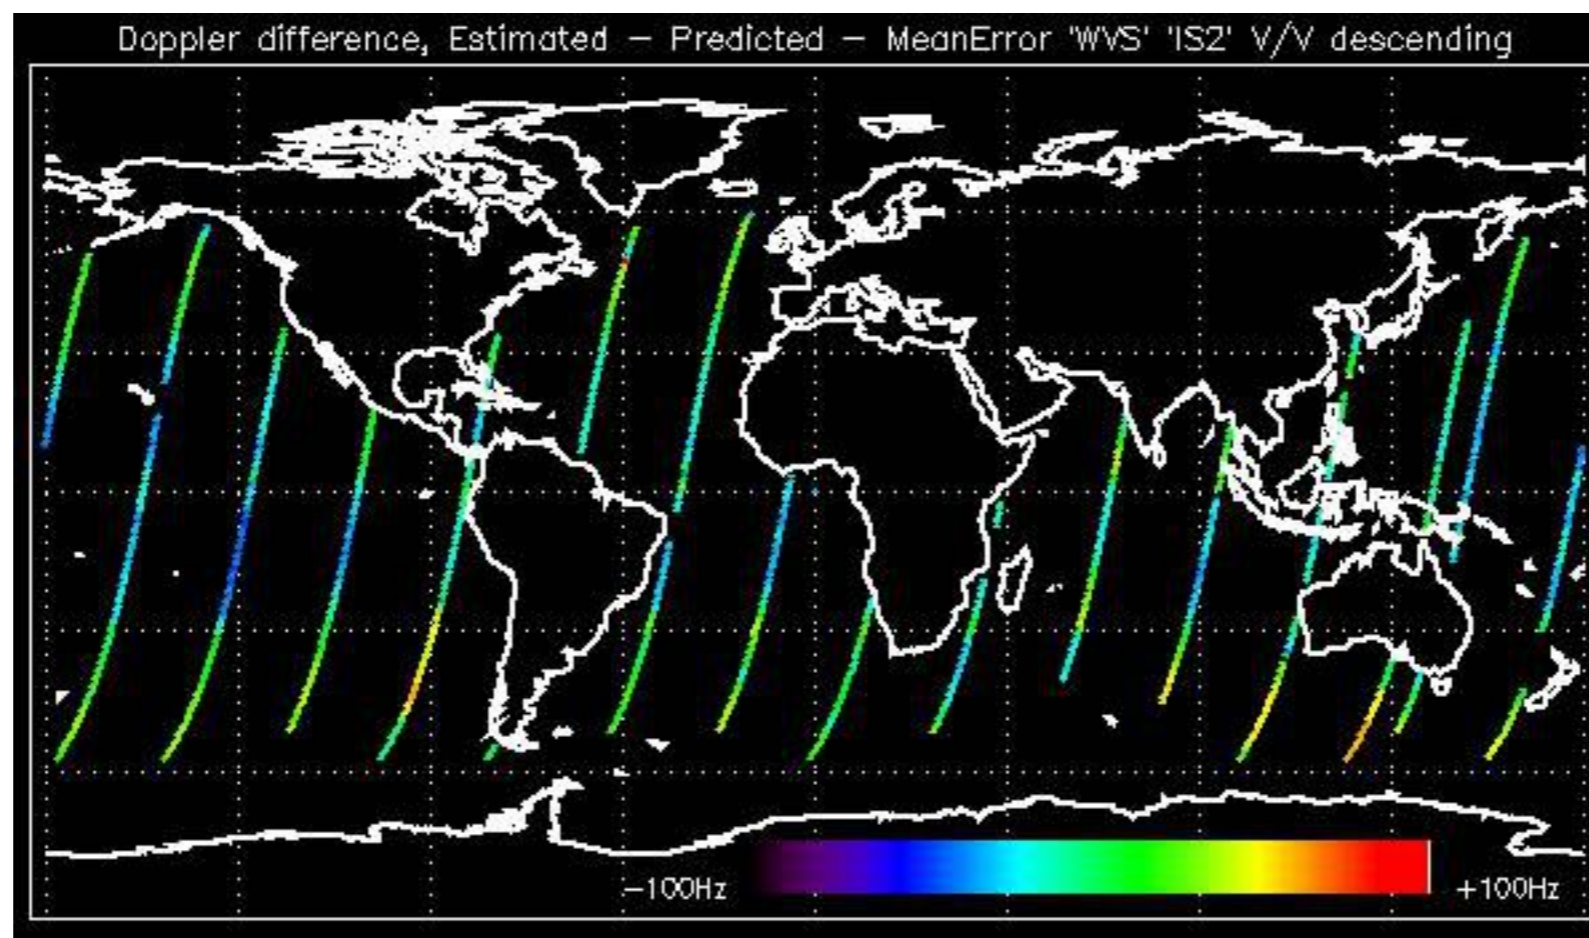 Doppler difference, Estimated – Predicted – MeanError 'WVS' 'IS2' V/V descending
−100Hz
+100Hz